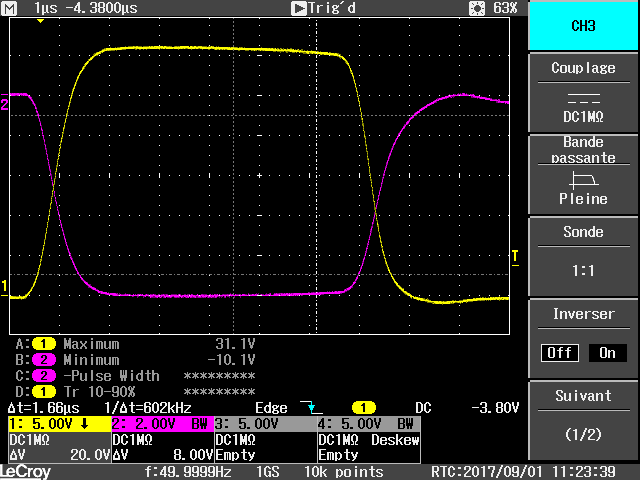 M 1µs -4.3800µs Trig'd 63%
CH3
Couplage
DC1MΩ
Bande
passante
Pleine
Sonde
1:1
Inverser
Off On
Suivant
(1/2)
2
1
T
A: 1 Maximum 31.1V
B: 2 Minimum -10.1V
C: 2 -Pulse Width *********
D: 1 Tr 10-90% *********
Δt=1.66µs 1/Δt=602kHz Edge 1 DC -3.80V
1: 5.00V 2: 2.00V BW 3: 5.00V 4: 5.00V BW
DC1MΩ DC1MΩ DC1MΩ DC1MΩ Deskew
ΔV 20.0V ΔV 8.00V Empty Empty
LeCroy f:49.9999Hz 1GS 10k points RTC:2017/09/01 11:23:39